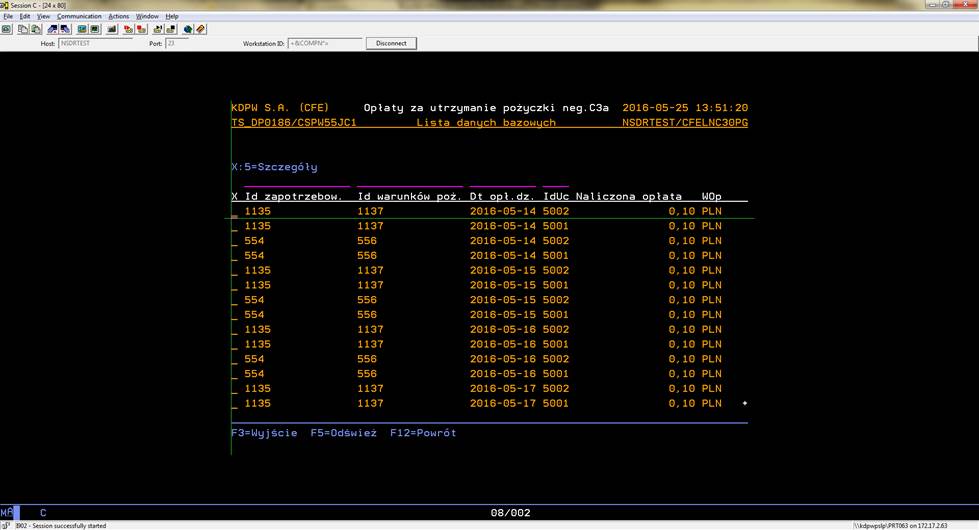 Session C - [24 x 80]
File Edit View Communication Actions Window Help
Host: NSDRTEST Port: 23 Workstation ID: +&COMPN*> Disconnect
KDPW S.A. (CFE) Opłaty za utrzymanie pożyczki neg.C3a 2016-05-25 13:51:20
TS_DP0186/CSPW55JC1 Lista danych bazowych NSDRTEST/CFELNC30PG
X:5=Szczegóły
X Id zapotrzebow. Id warunków poż. Dt opł.dz. IdUc Naliczona opłata WOp
_ 1135 1137 2016-05-14 5002 0,10 PLN
_ 1135 1137 2016-05-14 5001 0,10 PLN
_ 554 556 2016-05-14 5002 0,10 PLN
_ 554 556 2016-05-14 5001 0,10 PLN
_ 1135 1137 2016-05-15 5002 0,10 PLN
_ 1135 1137 2016-05-15 5001 0,10 PLN
_ 554 556 2016-05-15 5002 0,10 PLN
_ 554 556 2016-05-15 5001 0,10 PLN
_ 1135 1137 2016-05-16 5002 0,10 PLN
_ 1135 1137 2016-05-16 5001 0,10 PLN
_ 554 556 2016-05-16 5002 0,10 PLN
_ 554 556 2016-05-16 5001 0,10 PLN
_ 1135 1137 2016-05-17 5002 0,10 PLN
_ 1135 1137 2016-05-17 5001 0,10 PLN +
F3=Wyjście F5=Odśwież F12=Powrót
MA C 08/002
I902 - Session successfully started \\kdpwpslp\PRT063 on 172.17.2.63